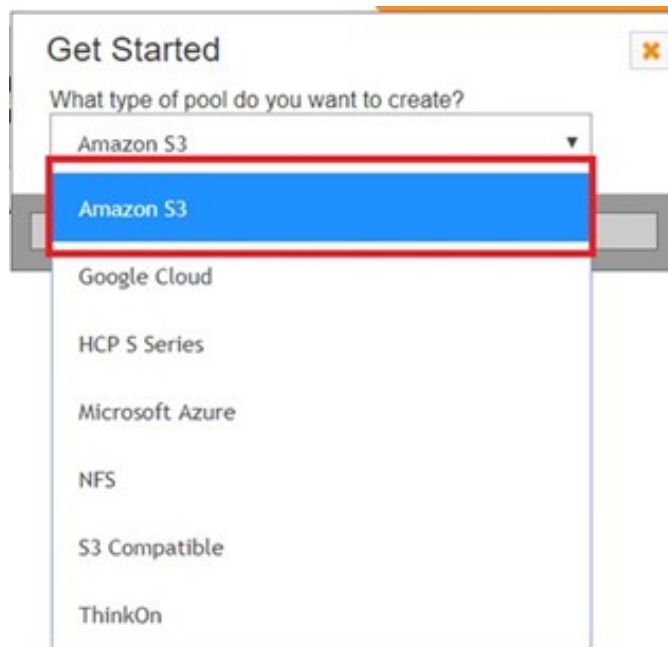 Get Started
What type of pool do you want to create?
Amazon S3
Amazon S3
Google Cloud
HCP S Series
Microsoft Azure
NFS
S3 Compatible
ThinkOn